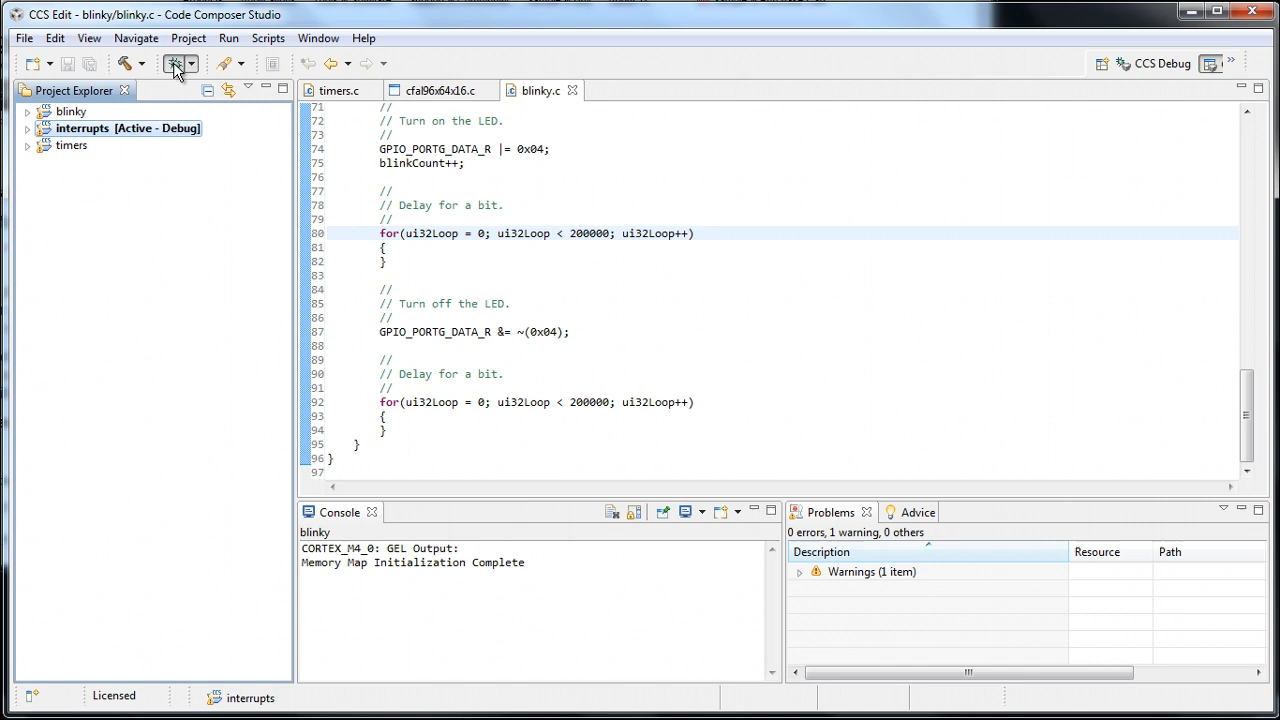 CCS Edit - blinky/blinky.c - Code Composer Studio
File Edit View Navigate Project Run Scripts Window Help
CCS Debug
Project Explorer
timers.c cfal96x64x16.c blinky.c
blinky
interrupts [Active - Debug]
timers
71 //
72 // Turn on the LED.
73 //
74 GPIO_PORTG_DATA_R |= 0x04;
75 blinkCount++;
76
77 //
78 // Delay for a bit.
79 //
80 for(ui32Loop = 0; ui32Loop < 200000; ui32Loop++)
81 {
82 }
83
84 //
85 // Turn off the LED.
86 //
87 GPIO_PORTG_DATA_R &= ~(0x04);
88
89 //
90 // Delay for a bit.
91 //
92 for(ui32Loop = 0; ui32Loop < 200000; ui32Loop++)
93 {
94 }
95 }
96 }
97
Console
blinky
CORTEX_M4_0: GEL Output:
Memory Map Initialization Complete
Problems Advice
0 errors, 1 warning, 0 others
Description Resource Path
Warnings (1 item)
Licensed
interrupts